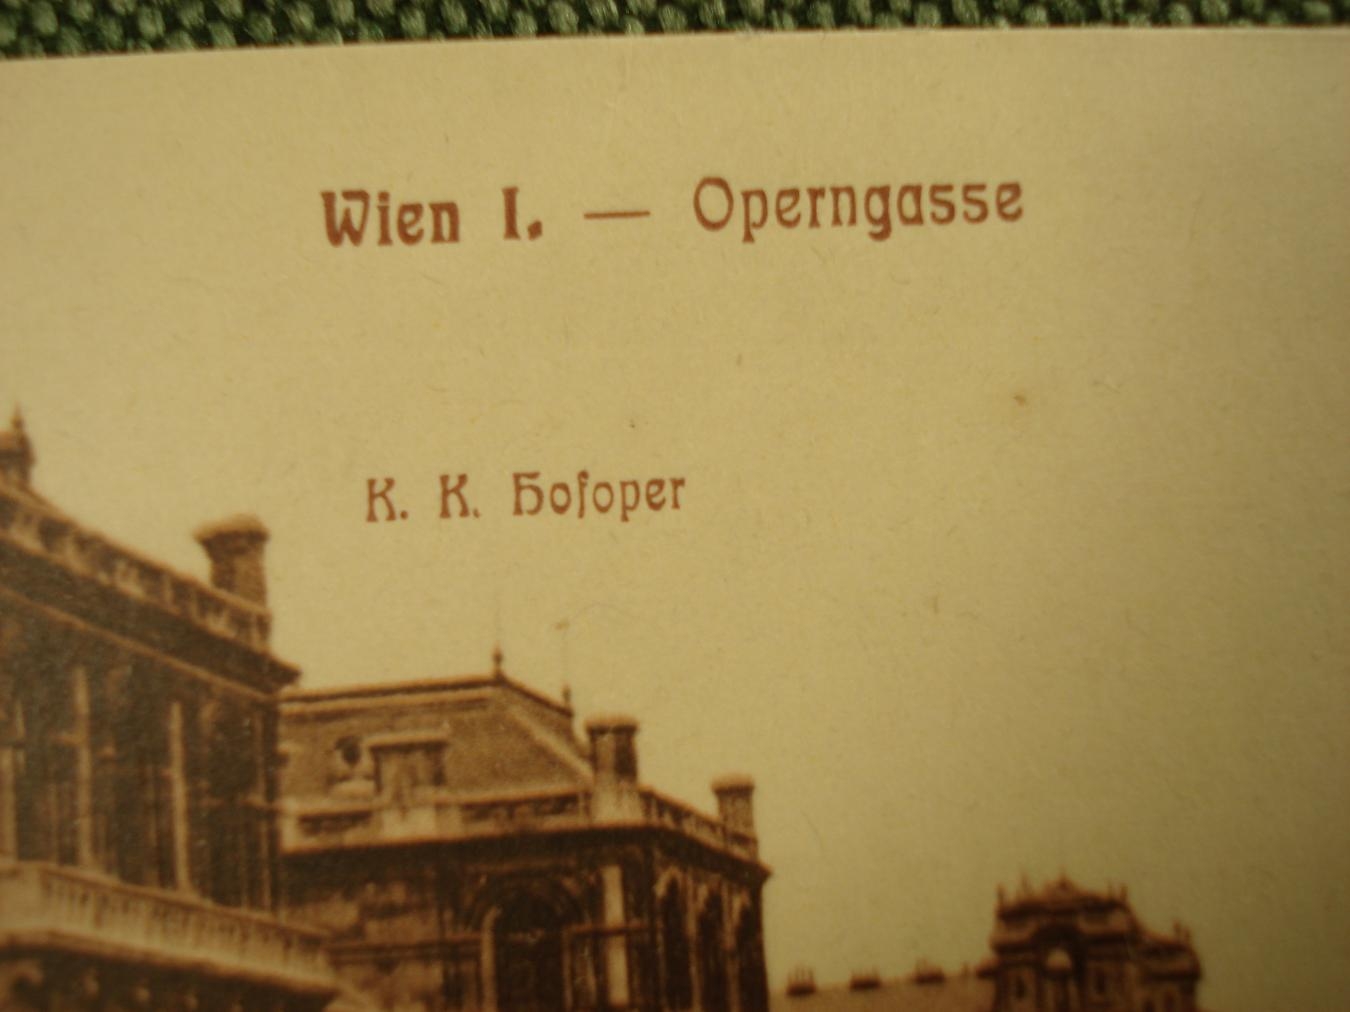 Wien I. — Operngasse
K. K. Hofoper